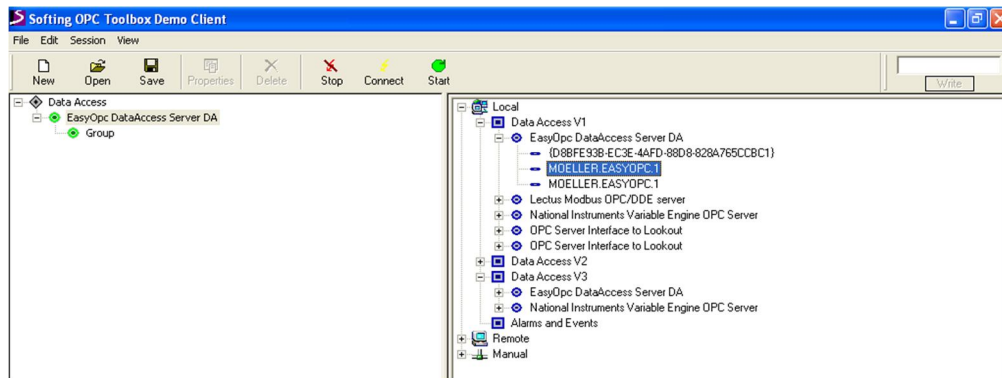 Softing OPC Toolbox Demo Client
File Edit Session View
New Open Save Properties Delete Stop Connect Start Write
Data Access
EasyOpc DataAccess Server DA
Group
Local
Data Access V1
EasyOpc DataAccess Server DA
{D8BFE93B-EC3E-4AFD-88D8-828A765CCBC1}
MOELLER.EASYOPC.1
MOELLER.EASYOPC.1
Lectus Modbus OPC/DDE server
National Instruments Variable Engine OPC Server
OPC Server Interface to Lookout
OPC Server Interface to Lookout
Data Access V2
Data Access V3
EasyOpc DataAccess Server DA
National Instruments Variable Engine OPC Server
Alarms and Events
Remote
Manual